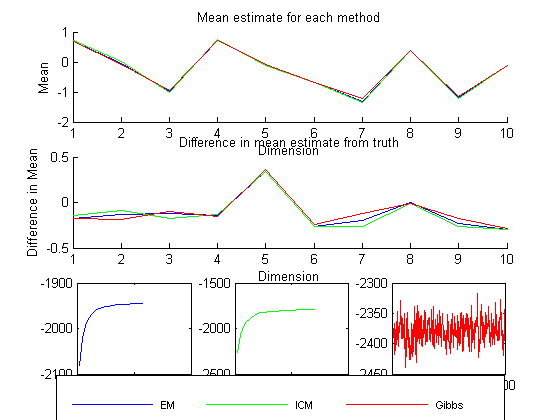 Mean estimate for each method
1
0
-1
-2
Mean
1 2 3 4 5 6 7 8 9 10
Dimension
Difference in mean estimate from truth
0.5
0
-0.5
Difference in Mean
1 2 3 4 5 6 7 8 9 10
Dimension
-1900
-2000
-2100
-1500
-2000
-2500
-2300
-2350
-2400
-2450
EM ICM Gibbs